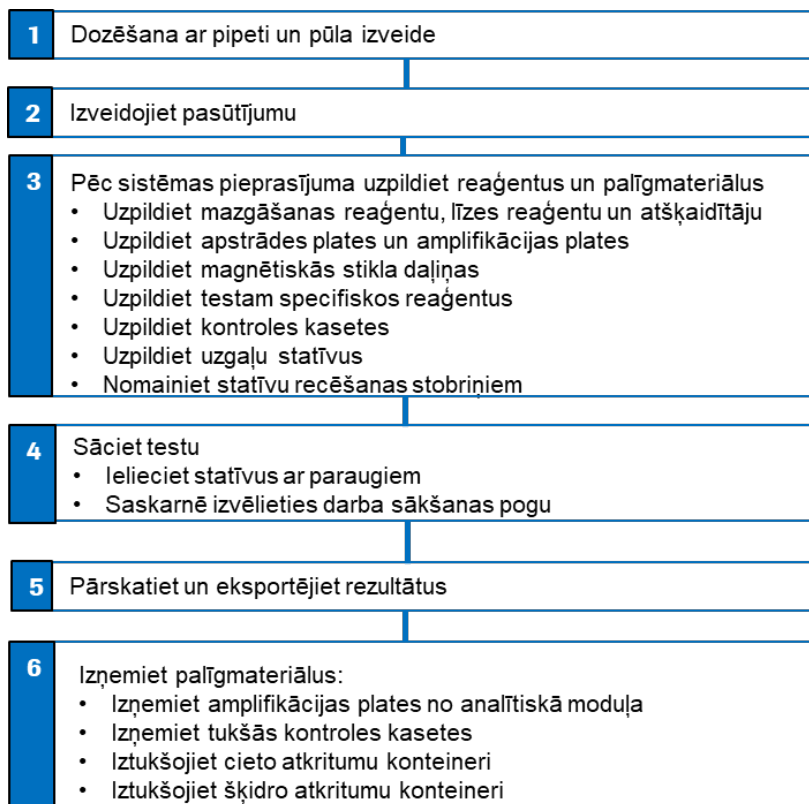 1 Dozēšana ar pipeti un pūla izveide
2 Izveidojiet pasūtījumu
3 Pēc sistēmas pieprasījuma uzpildiet reaģentus un palīgmateriālus
• Uzpildiet mazgāšanas reaģentu, līzes reaģentu un atšķaidītāju
• Uzpildiet apstrādes plates un amplifikācijas plates
• Uzpildiet magnētiskās stikla daļiņas
• Uzpildiet testam specifiskos reaģentus
• Uzpildiet kontroles kasetes
• Uzpildiet uzgaļu statīvus
• Nomainiet statīvu recēšanas stobriņiem
4 Sāciet testu
• Ielieciet statīvus ar paraugiem
• Saskarnē izvēlieties darba sākšanas pogu
5 Pārskatiet un eksportējiet rezultātus
6 Izņemiet palīgmateriālus:
• Izņemiet amplifikācijas plates no analītiskā moduļa
• Izņemiet tukšās kontroles kasetes
• Iztukšojiet cieto atkritumu konteineri
• Iztukšojiet šķidro atkritumu konteineri